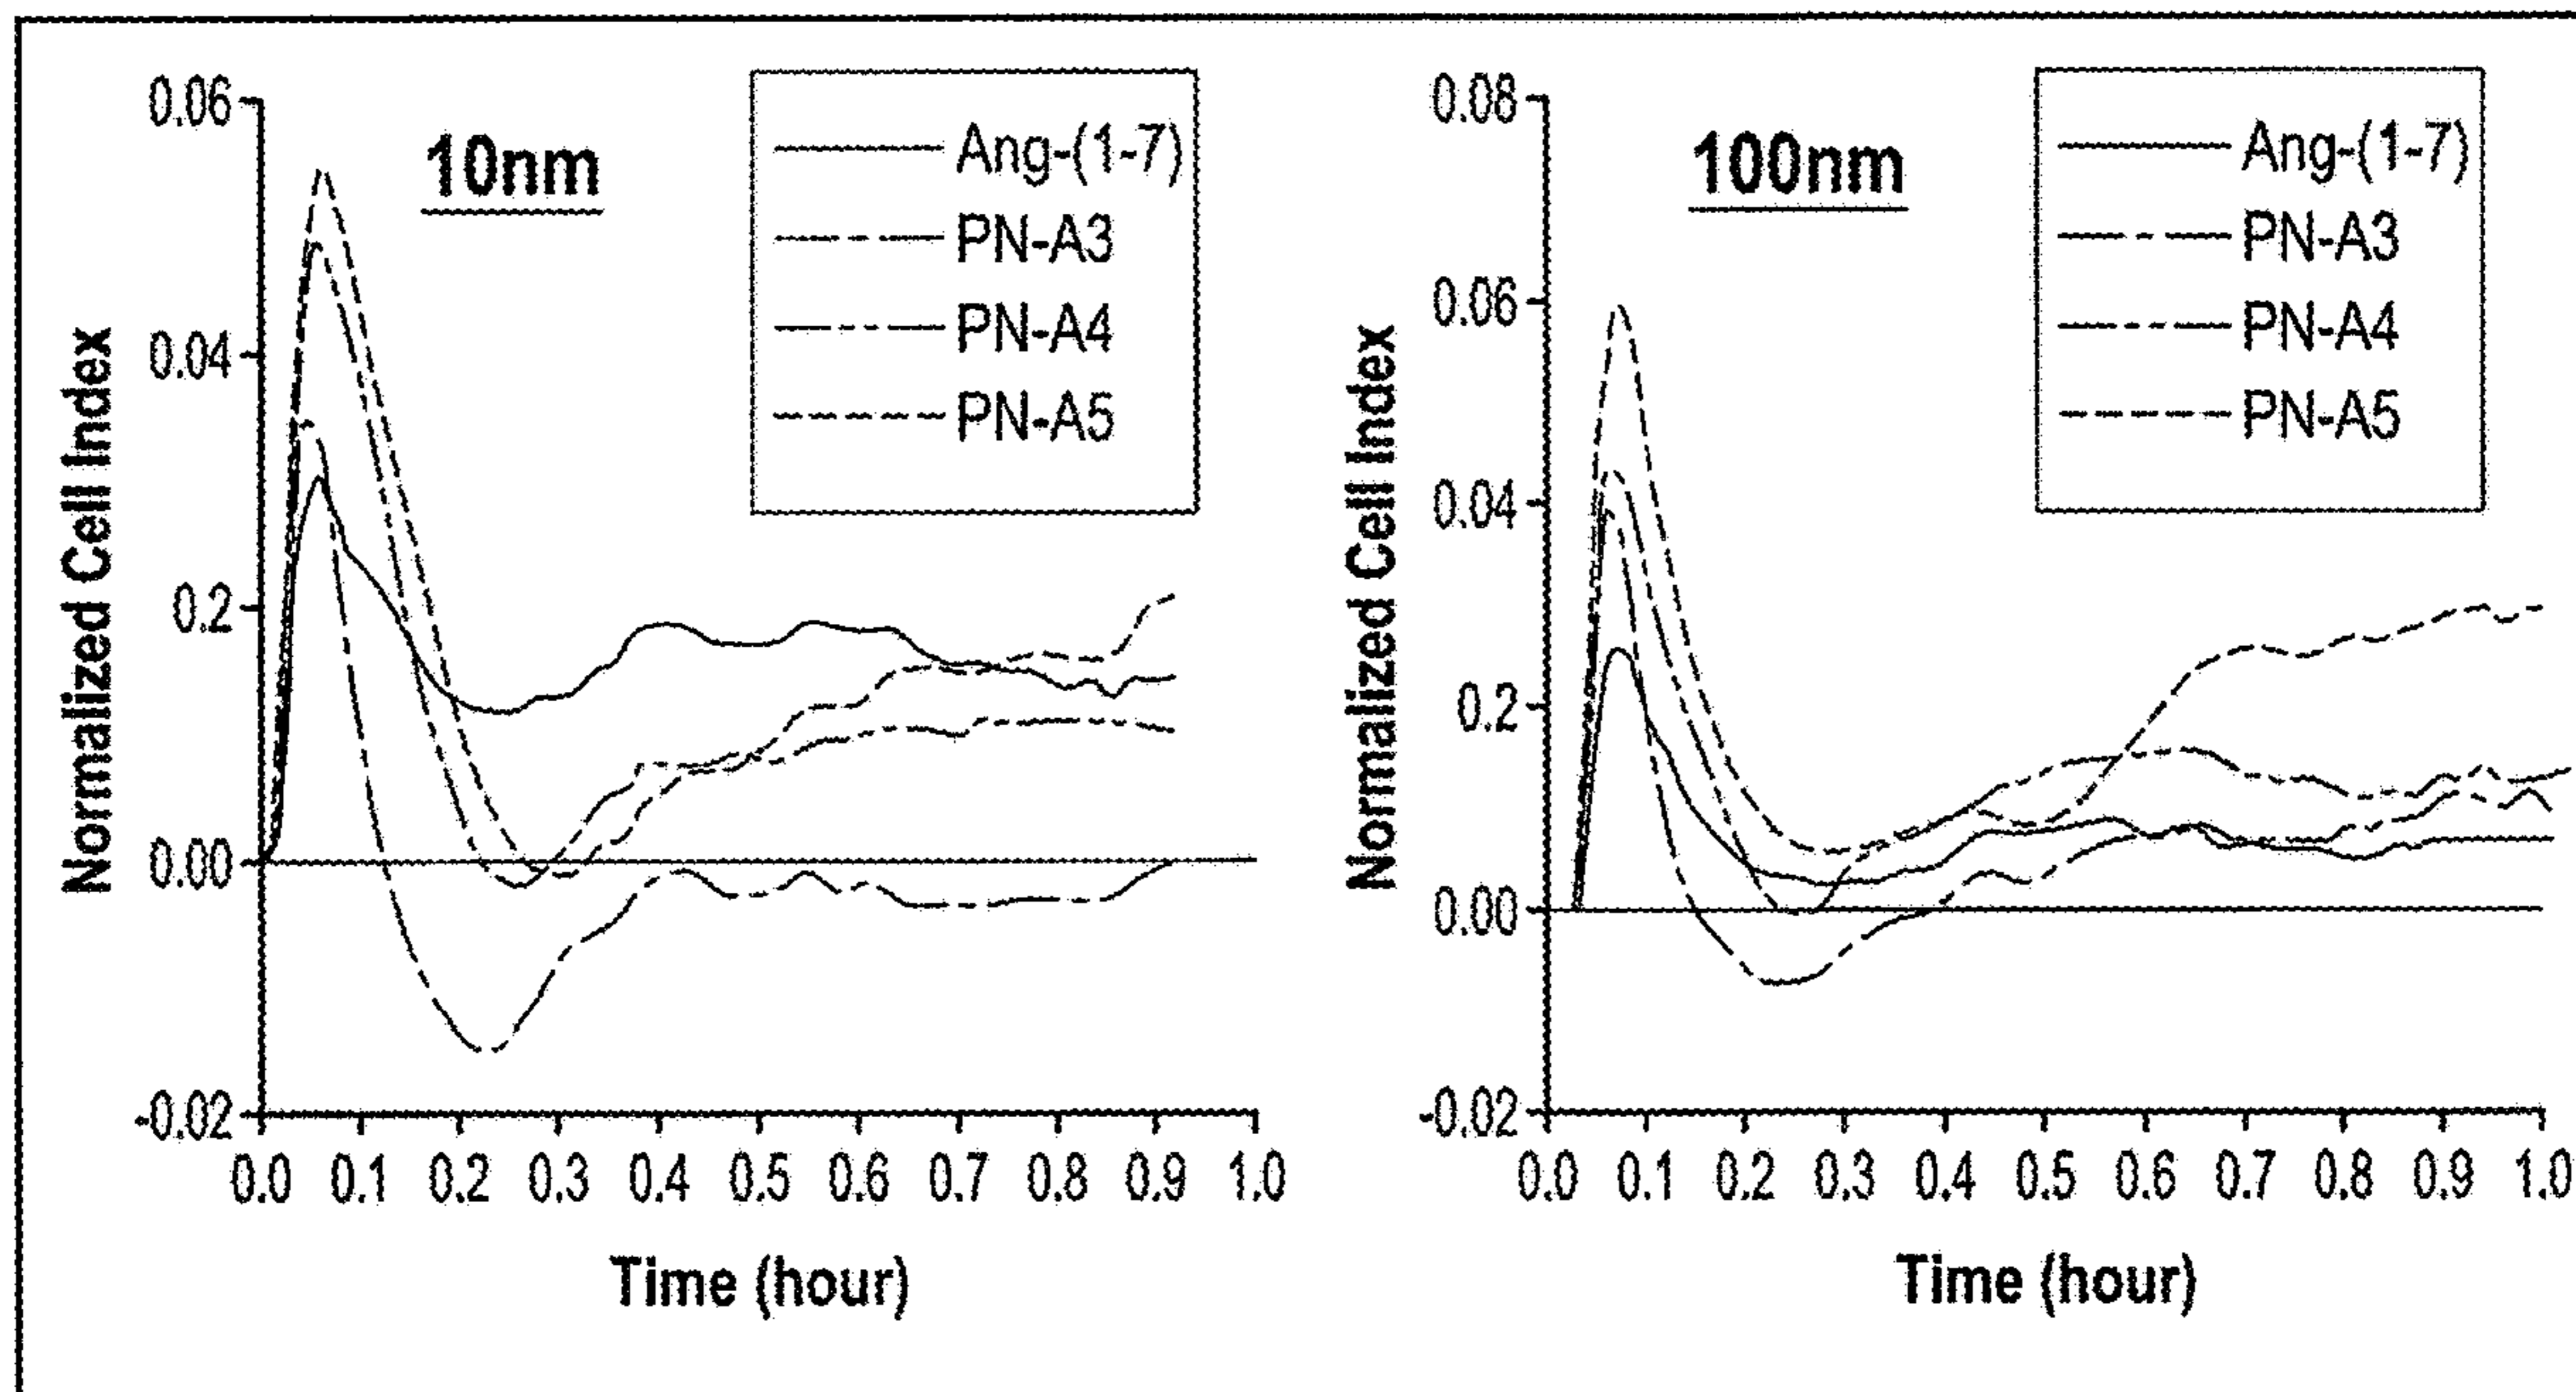 10nm
Ang-(1-7)
PN-A3
PN-A4
PN-A5
Normalized Cell Index
0.06
0.04
0.2
0.00
-0.02
0.0 0.1 0.2 0.3 0.4 0.5 0.6 0.7 0.8 0.9 1.0
Time (hour)
100nm
Ang-(1-7)
PN-A3
PN-A4
PN-A5
Normalized Cell Index
0.08
0.06
0.04
0.2
0.00
-0.02
0.0 0.1 0.2 0.3 0.4 0.5 0.6 0.7 0.8 0.9 1.0
Time (hour)